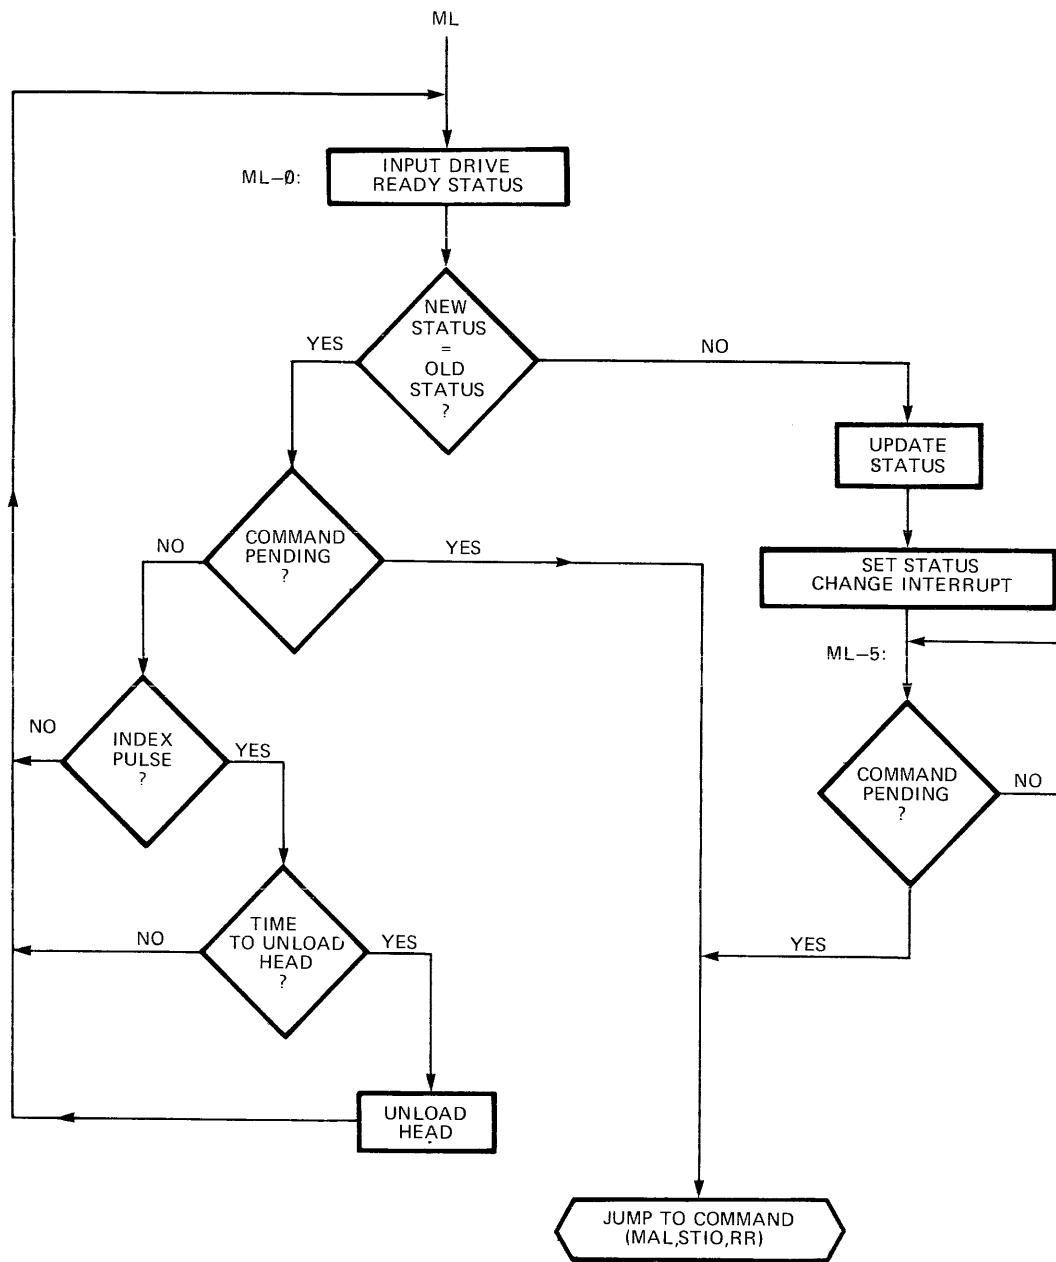 ML
ML–0:
INPUT DRIVE
READY STATUS
NEW
STATUS
=
OLD
STATUS
?
YES
NO
UPDATE
STATUS
COMMAND
PENDING
?
NO
YES
SET STATUS
CHANGE INTERRUPT
ML–5:
INDEX
PULSE
?
NO
YES
COMMAND
PENDING
?
NO
YES
TIME
TO UNLOAD
HEAD
?
NO
YES
UNLOAD
HEAD
JUMP TO COMMAND
(MAL,STIO,RR)